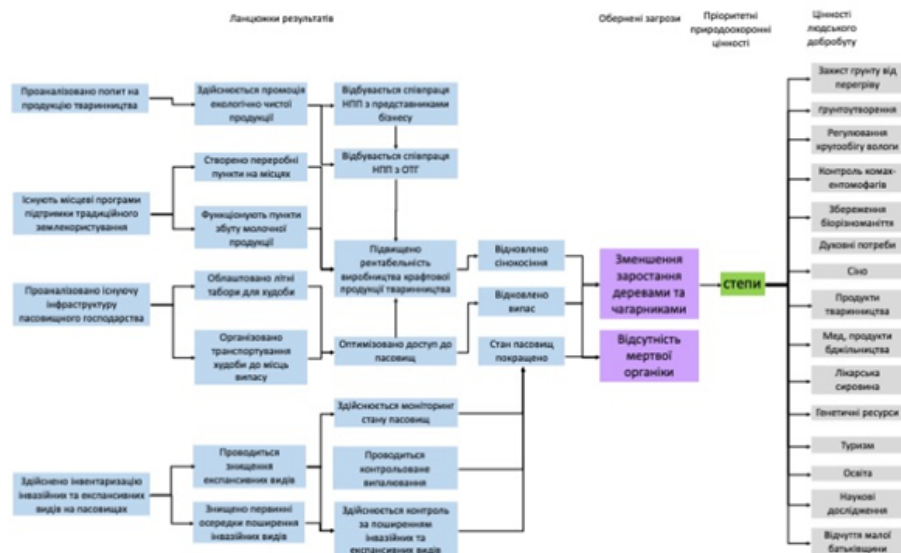 Ланцюжки результатів
Обернені загрози
Пріоритетні
природоохоронні
цінності
Цінності
людського
добробуту
Проаналізовано попит на
продукцію тваринництва
Існують місцеві програми
підтримки традиційного
землекористування
Проаналізовано існуючу
інфраструктуру
пасовищного господарства
Здійснено інвентаризацію
інвазійних та експансивних
видів на пасовищах
Здійснюється промоція
екологічно чистої
продукції
Створено переробні
пункти на місцях
Функціонують пункти
збуту молочної
продукції
Облаштовано літні
табори для худоби
Організовано
транспортування
худоби до місць
випасу
Проводиться
знищення
експансивних видів
Знищено первинні
осередки поширення
інвазійних видів
Відбувається співпраця
НПП з представниками
бізнесу
Відбувається співпраця
НПП з ОТГ
Підвищено
рентабельність
виробництва крафтової
продукції тваринництва
Оптимізовано доступ до
пасовищ
Здійснюється моніторинг
стану пасовищ
Проводиться
контрольоване
випалювання
Здійснюється контроль
за поширенням
інвазійних та
експансивних видів
Відновлено
сінокосіння
Відновлено
випас
Стан пасовищ
покращено
Зменшення
заростання
деревами та
чагарниками
Відсутність
мертвої
органіки
степи
Захист ґрунту від
перегріву
ґрунтоутворення
Регулювання
кругообігу вологи
Контроль комах-
ентомофагів
Збереження
біорізноманіття
Духовні потреби
Сіно
Продукти
тваринництва
Мед, продукти
бджільництва
Лікарська
сировина
Генетичні ресурси
Туризм
Освіта
Наукові
дослідження
Відчуття малої
батьківщини